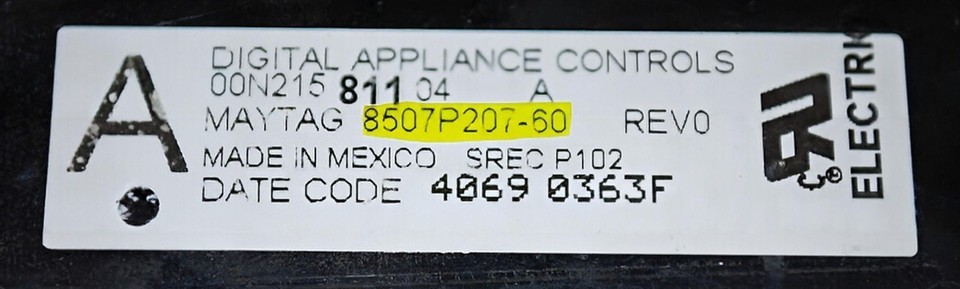 A
DIGITAL APPLIANCE CONTROLS
00N215 811 04 A
MAYTAG 8507P207-60 REV0
MADE IN MEXICO SREC P102
DATE CODE 4069 0363F
ELECTRIC